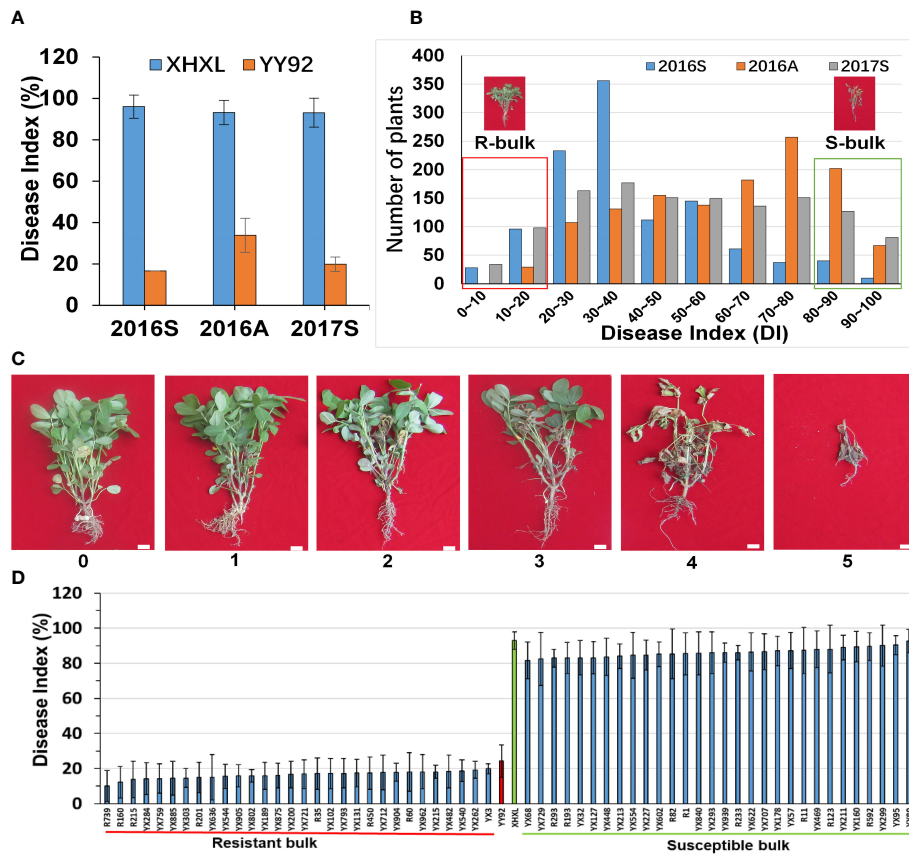 A
120
100
80
60
40
20
0
Disease Index (%)
XHXL YY92
2016S 2016A 2017S
B
400
350
300
250
200
150
100
50
0
Number of plants
2016S 2016A 2017S
R-bulk S-bulk
0~10 10~20 20~30 30~40 40~50 50~60 60~70 70~80 80~90 90~100
Disease Index (DI)
C
0 1 2 3 4 5
D
120
100
80
60
40
20
0
Disease Index (%)
R739 R160 R215 YX284 YX759 YX885 YX303 R201 YX636 YX544 YX905 YX802 YX189 YX875 YX200 YX721 R35 YX102 YX793 YX131 R450 YX712 YX904 R60 YX962 YX215 YX482 YX540 YX262 YX3 YY92 XHXL YX68 YX729 R293 R193 YX32 YX127 YX448 YX213 YX554 YX227 YX602 R82 R1 YX840 YX293 YX939 R233 YX622 YX707 YX178 YX57 R11 YX469 R123 YX211 YX160 R592 YX299 YX95
Resistant bulk Susceptible bulk